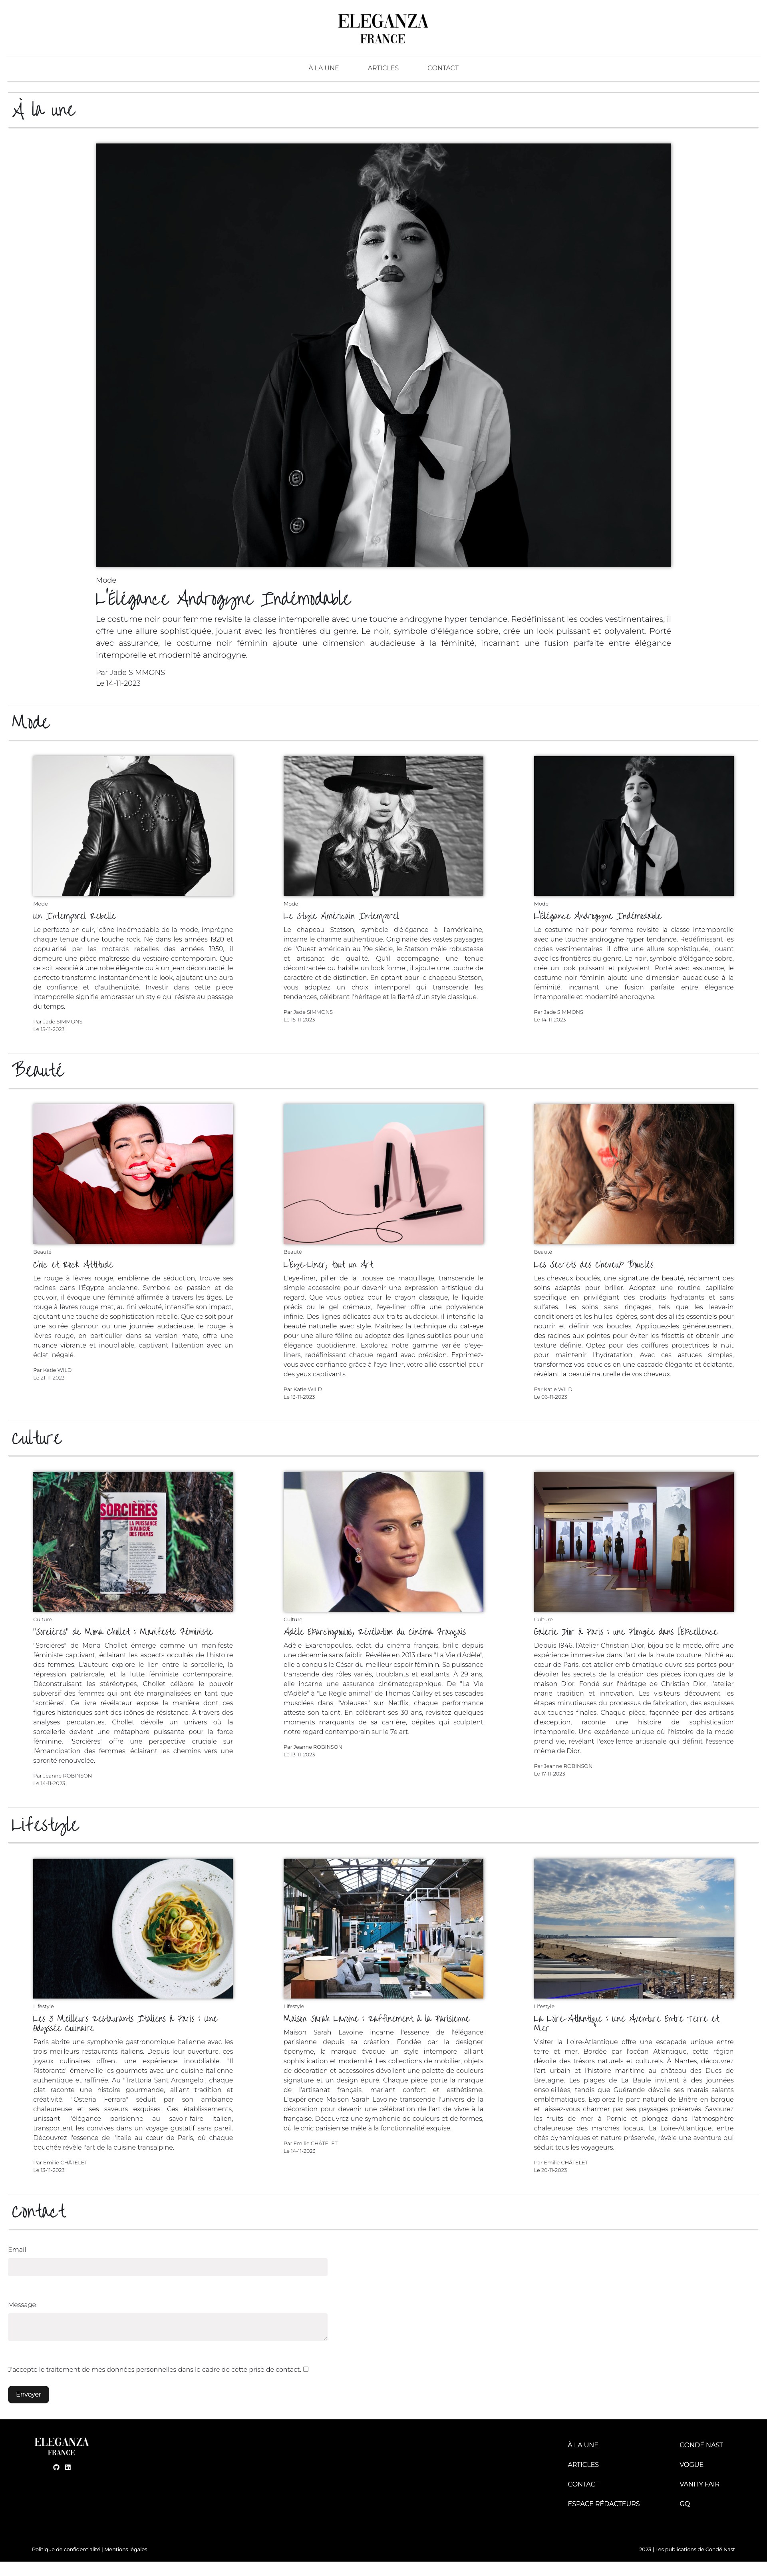 ELEGANZA
FRANCE
À LA UNE ARTICLES CONTACT
À la une
Mode
L'Élégance Androgyne Indémodable
Le costume noir pour femme revisite la classe intemporelle avec une touche androgyne hyper tendance. Redéfinissant les codes vestimentaires, il
offre une allure sophistiquée, jouant avec les frontières du genre. Le noir, symbole d'élégance sobre, crée un look puissant et polyvalent. Porté
avec assurance, le costume noir féminin ajoute une dimension audacieuse à la féminité, incarnant une fusion parfaite entre élégance
intemporelle et modernité androgyne.
Par Jade SIMMONS
Le 14-11-2023
Mode
Mode
Un Intemporel Rebelle
Le perfecto en cuir, icône indémodable de la mode, imprègne
chaque tenue d'une touche rock. Né dans les années 1920 et
popularisé par les motards rebelles des années 1950, il
demeure une pièce maîtresse du vestiaire contemporain. Que
ce soit associé à une robe élégante ou à un jean décontracté, le
perfecto transforme instantanément le look, ajoutant une aura
de confiance et d'authenticité. Investir dans cette pièce
intemporelle signifie embrasser un style qui résiste au passage
du temps.
Par Jade SIMMONS
Le 15-11-2023
Mode
Le Style Américain Intemporel
Le chapeau Stetson, symbole d'élégance à l'américaine,
incarne le charme authentique. Originaire des vastes paysages
de l'Ouest américain au 19e siècle, le Stetson mêle robustesse
et artisanat de qualité. Qu'il accompagne une tenue
décontractée ou habille un look formel, il ajoute une touche de
caractère et de distinction. En optant pour le chapeau Stetson,
vous adoptez un choix intemporel qui transcende les
tendances, célébrant l'héritage et la fierté d'un style classique.
Par Jade SIMMONS
Le 15-11-2023
Mode
L'Élégance Androgyne Indémodable
Le costume noir pour femme revisite la classe intemporelle
avec une touche androgyne hyper tendance. Redéfinissant les
codes vestimentaires, il offre une allure sophistiquée, jouant
avec les frontières du genre. Le noir, symbole d'élégance sobre,
crée un look puissant et polyvalent. Porté avec assurance, le
costume noir féminin ajoute une dimension audacieuse à la
féminité, incarnant une fusion parfaite entre élégance
intemporelle et modernité androgyne.
Par Jade SIMMONS
Le 14-11-2023
Beauté
Beauté
Chic et Rock Attitude
Le rouge à lèvres rouge, emblème de séduction, trouve ses
racines dans l'Égypte ancienne. Symbole de passion et de
pouvoir, il évoque une féminité affirmée à travers les âges. Le
rouge à lèvres rouge mat, au fini velouté, intensifie son impact,
ajoutant une touche de sophistication rebelle. Que ce soit pour
une soirée glamour ou une journée audacieuse, le rouge à
lèvres rouge, en particulier dans sa version mate, offre une
nuance vibrante et inoubliable, captivant l'attention avec un
éclat inégalé.
Par Katie WILD
Le 21-11-2023
Beauté
L'Eye-Liner, tout un Art
L'eye-liner, pilier de la trousse de maquillage, transcende le
simple accessoire pour devenir une expression artistique du
regard. Que vous optiez pour le crayon classique, le liquide
précis ou le gel crémeux, l'eye-liner offre une polyvalence
infinie. Des lignes délicates aux traits audacieux, il intensifie la
beauté naturelle avec style. Maîtrisez la technique du cat-eye
pour une allure féline ou adoptez des lignes subtiles pour une
élégance quotidienne. Explorez notre gamme variée d'eye-
liners, redéfinissant chaque regard avec précision. Exprimez-
vous avec confiance grâce à l'eye-liner, votre allié essentiel pour
des yeux captivants.
Par Katie WILD
Le 13-11-2023
Beauté
Les Secrets des Cheveux Bouclés
Les cheveux bouclés, une signature de beauté, réclament des
soins adaptés pour briller. Adoptez une routine capillaire
spécifique en privilégiant des produits hydratants et sans
sulfates. Les soins sans rinçages, tels que les leave-in
conditioners et les huiles légères, sont des alliés essentiels pour
nourrir et définir vos boucles. Appliquez-les généreusement
des racines aux pointes pour éviter les frisottis et obtenir une
texture définie. Optez pour des coiffures protectrices la nuit
pour maintenir l'hydratation. Avec ces astuces simples,
transformez vos boucles en une cascade élégante et éclatante,
révélant la beauté naturelle de vos cheveux.
Par Katie WILD
Le 06-11-2023
Culture
SORCIÈRES
LA PUISSANCE
INVAINCUE
DES FEMMES
Culture
"Sorcières" de Mona Chollet : Manifeste Féministe
"Sorcières" de Mona Chollet émerge comme un manifeste
féministe captivant, éclairant les aspects occultés de l'histoire
des femmes. L'auteure explore le lien entre la sorcellerie, la
répression patriarcale, et la lutte féministe contemporaine.
Déconstruisant les stéréotypes, Chollet célèbre le pouvoir
subversif des femmes qui ont été marginalisées en tant que
"sorcières". Ce livre révélateur expose la manière dont ces
figures historiques sont des icônes de résistance. À travers des
analyses percutantes, Chollet dévoile un univers où la
sorcellerie devient une métaphore puissante pour la force
féminine. "Sorcières" offre une perspective cruciale sur
l'émancipation des femmes, éclairant les chemins vers une
sororité renouvelée.
Par Jeanne ROBINSON
Le 14-11-2023
Culture
Adèle Exarchopoulos, Révélation du Cinéma Français
Adèle Exarchopoulos, éclat du cinéma français, brille depuis
une décennie sans faiblir. Révélée en 2013 dans "La Vie d'Adèle",
elle a conquis le César du meilleur espoir féminin. Sa puissance
transcende des rôles variés, troublants et exaltants. À 29 ans,
elle incarne une assurance cinématographique. De "La Vie
d'Adèle" à "Le Règle animal" de Thomas Cailley et ses cascades
musclées dans "Voleuses" sur Netflix, chaque performance
atteste son talent. En célébrant ses 30 ans, revisitez quelques
moments marquants de sa carrière, pépites qui sculptent
notre regard contemporain sur le 7e art.
Par Jeanne ROBINSON
Le 13-11-2023
Culture
Galerie Dior à Paris : une Plongée dans l'Excellence
Depuis 1946, l'Atelier Christian Dior, bijou de la mode, offre une
expérience immersive dans l'art de la haute couture. Niché au
cœur de Paris, cet atelier emblématique ouvre ses portes pour
dévoiler les secrets de la création des pièces iconiques de la
maison Dior. Fondé sur l'héritage de Christian Dior, l'atelier
marie tradition et innovation. Les visiteurs découvrent les
étapes minutieuses du processus de fabrication, des esquisses
aux touches finales. Chaque pièce, façonnée par des artisans
d'exception, raconte une histoire de sophistication
intemporelle. Une expérience unique où l'histoire de la mode
prend vie, révélant l'excellence artisanale qui définit l'essence
même de Dior.
Par Jeanne ROBINSON
Le 17-11-2023
Lifestyle
Lifestyle
Les 3 Meilleurs Restaurants Italiens à Paris : Une
Odyssée Culinaire
Paris abrite une symphonie gastronomique italienne avec les
trois meilleurs restaurants italiens. Depuis leur ouverture, ces
joyaux culinaires offrent une expérience inoubliable. "Il
Ristorante" émerveille les gourmets avec une cuisine italienne
authentique et raffinée. Au "Trattoria Sant Arcangelo", chaque
plat raconte une histoire gourmande, alliant tradition et
créativité. "Osteria Ferrara" séduit par son ambiance
chaleureuse et ses saveurs exquises. Ces établissements,
unissant l'élégance parisienne au savoir-faire italien,
transportent les convives dans un voyage gustatif sans pareil.
Découvrez l'essence de l'Italie au cœur de Paris, où chaque
bouchée révèle l'art de la cuisine transalpine.
Par Emilie CHÂTELET
Le 13-11-2023
Lifestyle
Maison Sarah Lavoine : Raffinement à la Parisienne
Maison Sarah Lavoine incarne l'essence de l'élégance
parisienne depuis sa création. Fondée par la designer
éponyme, la marque évoque un style intemporel alliant
sophistication et modernité. Les collections de mobilier, objets
de décoration et accessoires dévoilent une palette de couleurs
signature et un design épuré. Chaque pièce porte la marque
de l'artisanat français, mariant confort et esthétisme.
L'expérience Maison Sarah Lavoine transcende l'univers de la
décoration pour devenir une célébration de l'art de vivre à la
française. Découvrez une symphonie de couleurs et de formes,
où le chic parisien se mêle à la fonctionnalité exquise.
Par Emilie CHÂTELET
Le 14-11-2023
Lifestyle
La Loire-Atlantique : Une Aventure Entre Terre et
Mer
Visiter la Loire-Atlantique offre une escapade unique entre
terre et mer. Bordée par l'océan Atlantique, cette région
dévoile des trésors naturels et culturels. À Nantes, découvrez
l'art urbain et l'histoire maritime au château des Ducs de
Bretagne. Les plages de La Baule invitent à des journées
ensoleillées, tandis que Guérande dévoile ses marais salants
emblématiques. Explorez le parc naturel de Brière en barque
et laissez-vous charmer par ses paysages préservés. Savourez
les fruits de mer à Pornic et plongez dans l'atmosphère
chaleureuse des marchés locaux. La Loire-Atlantique, entre
cités dynamiques et nature préservée, révèle une aventure qui
séduit tous les voyageurs.
Par Emilie CHÂTELET
Le 20-11-2023
Contact
Email
Message
J'accepte le traitement de mes données personnelles dans le cadre de cette prise de contact.
Envoyer
ELEGANZA
FRANCE
À LA UNE
ARTICLES
CONTACT
ESPACE RÉDACTEURS
CONDÉ NAST
VOGUE
VANITY FAIR
GQ
Politique de confidentialité | Mentions légales
2023 | Les publications de Condé Nast